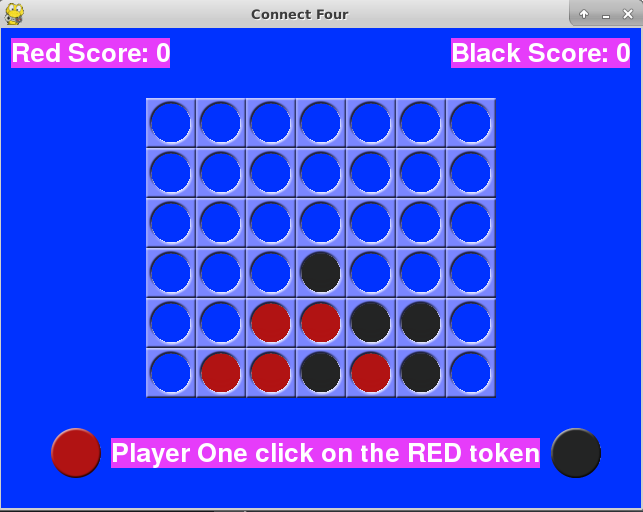 Connect Four
Red Score: 0
Black Score: 0
Player One click on the RED token